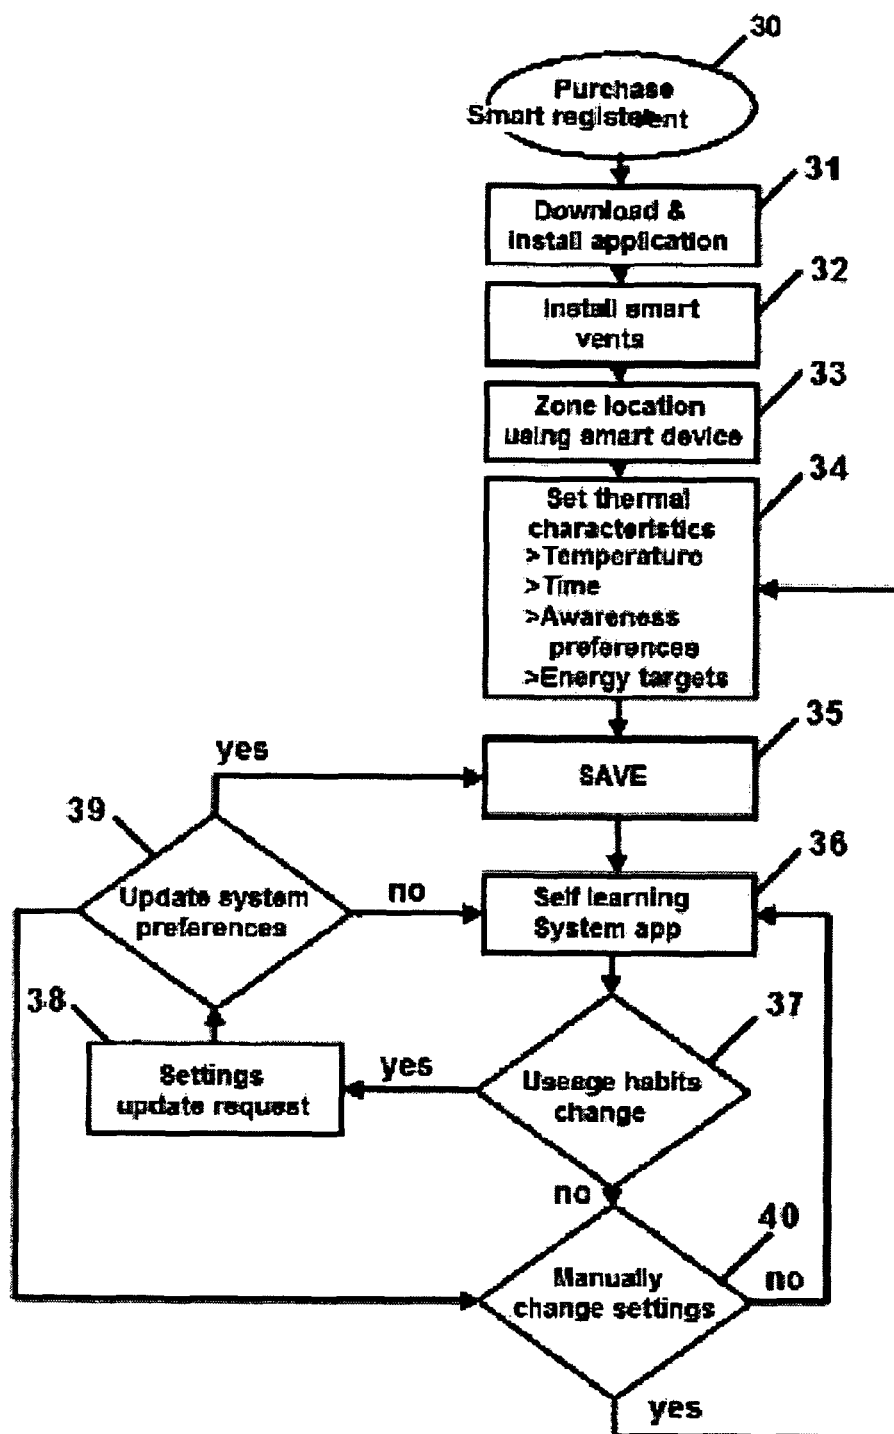 30
Purchase
Smart register vent
31
Download &
install application
32
Install smart
vents
33
Zone location
using smart device
34
Set thermal
characteristics
>Temperature
>Time
>Awareness
preferences
>Energy targets
35
SAVE
yes
39
Update system
preferences
no
36
Self learning
System app
38
Settings
update request
yes
37
Useage habits
change
no
40
Manually
change settings
no
yes